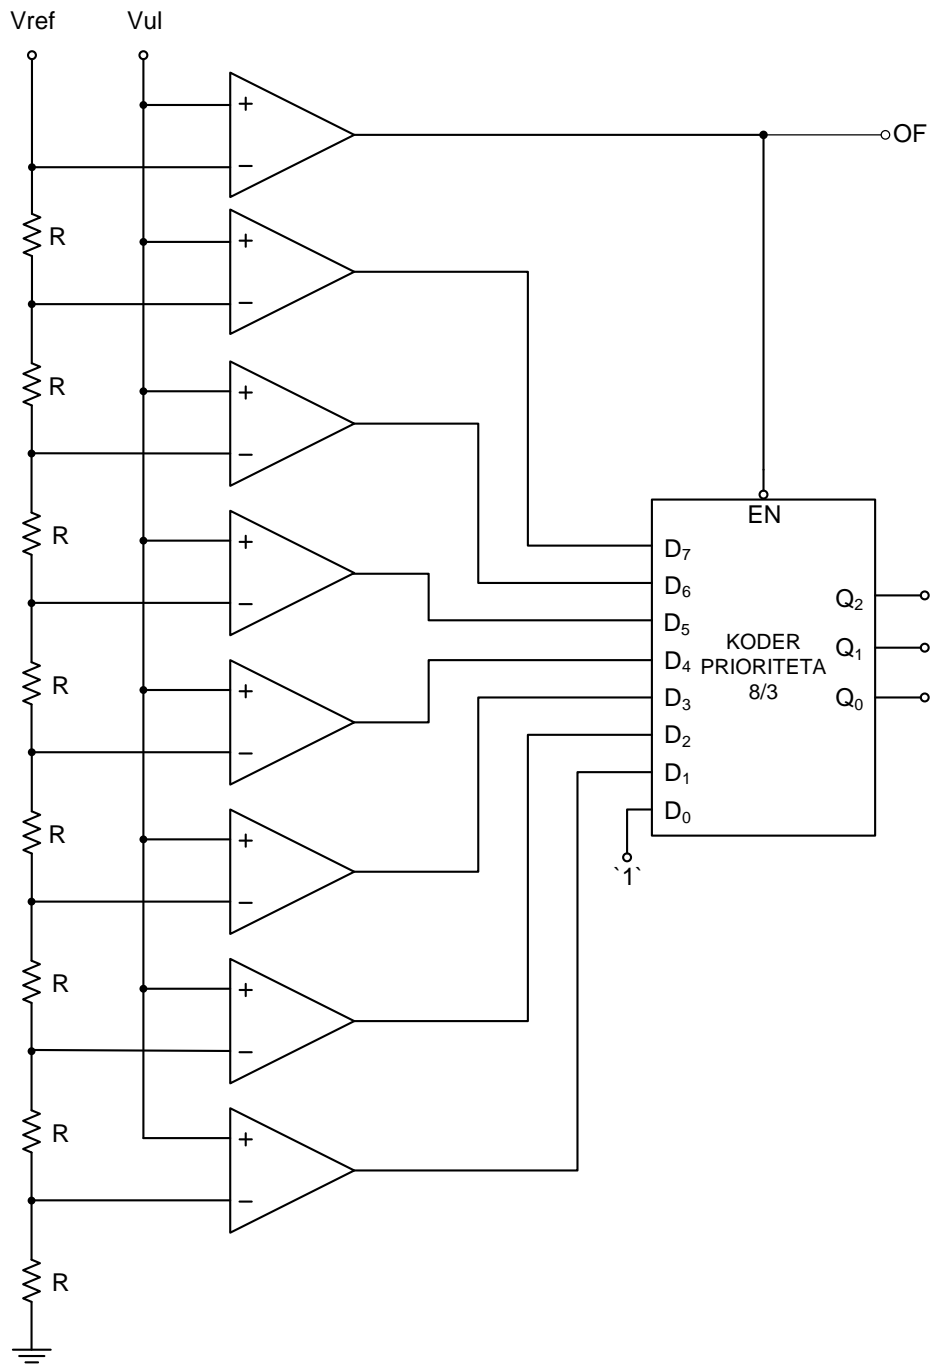 Vref
Vul
+
−
OF
R
+
−
R
+
−
R
+
−
R
+
−
R
+
−
R
+
−
R
+
−
R
EN
D₇
D₆
D₅
D₄
D₃
D₂
D₁
D₀
KODER
PRIORITETA
8/3
Q₂
Q₁
Q₀
`1`